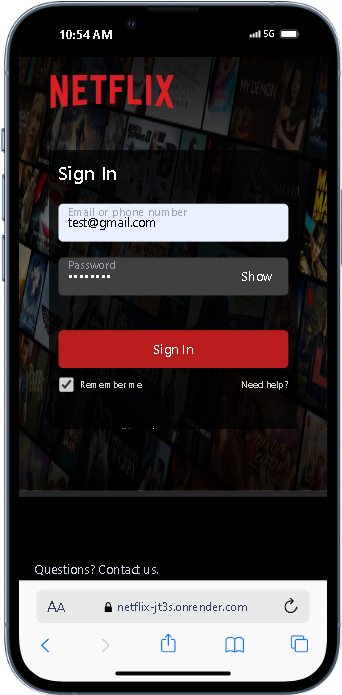 10:54 AM
5G
NETFLIX
MY DEMON
Sign In
Email or phone number
test@gmail.com
Password
••••••••
Show
Sign In
Remember me
Need help?
Questions? Contact us.
AA
netflix-jt3s.onrender.com